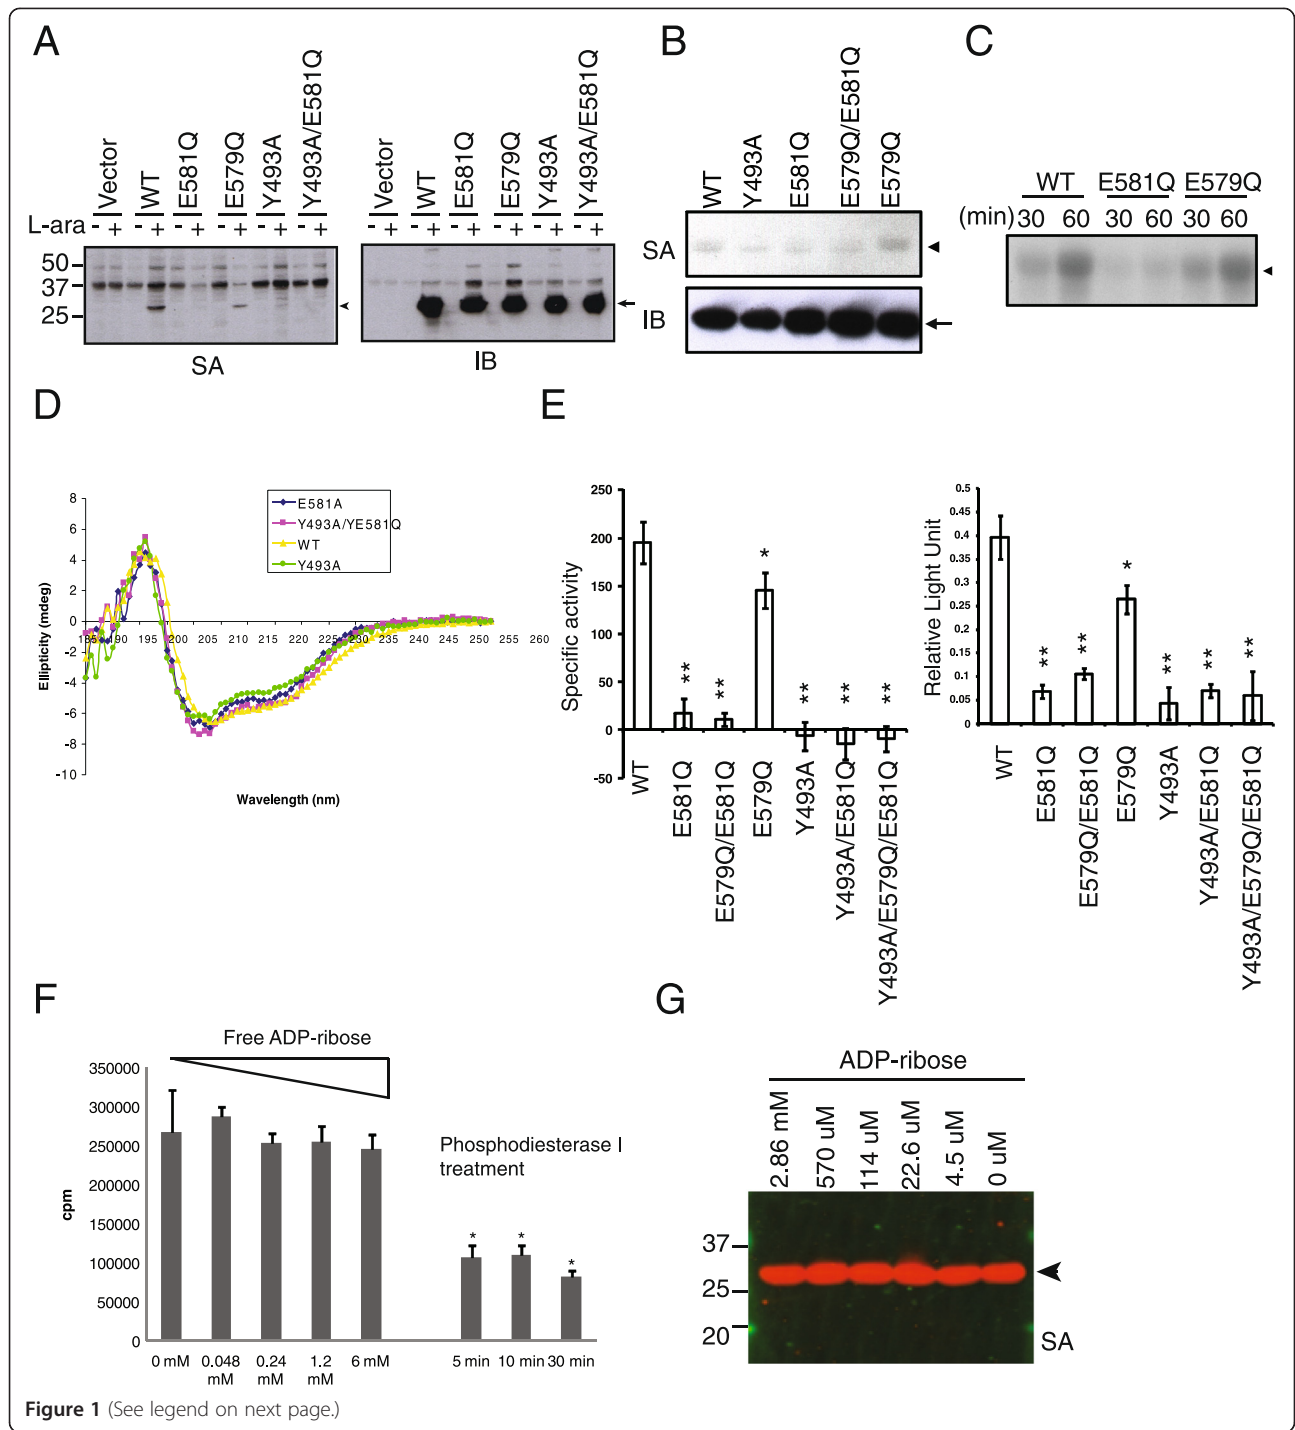 A
Vector
WT
E581Q
E579Q
Y493A
Y493A/E581Q
L-ara
- + - + - + - + - + - +
50
37
25
SA
Vector
WT
E581Q
E579Q
Y493A
Y493A/E581Q
- + - + - + - + - + - +
IB
B
WT
Y493A
E581Q
E579Q/E581Q
E579Q
SA
IB
C
WT E581Q E579Q
(min) 30 60 30 60 30 60
D
E581A
Y493A/YE581Q
WT
Y493A
8
6
4
2
0
-2
-4
-6
-8
-10
Ellipticity (mdeg)
185 190 195 200 205 210 215 220 225 230 235 240 245 250 255 260
Wavelength (nm)
E
250
200
150
100
50
0
-50
Specific activity
**
**
*
**
**
**
WT
E581Q
E579Q/E581Q
E579Q
Y493A
Y493A/E581Q
Y493A/E579Q/E581Q
0.5
0.45
0.4
0.35
0.3
0.25
0.2
0.15
0.1
0.05
0
Relative Light Unit
**
**
*
**
**
**
WT
E581Q
E579Q/E581Q
E579Q
Y493A
Y493A/E581Q
Y493A/E579Q/E581Q
F
Free ADP-ribose
350000
300000
250000
200000
150000
100000
50000
0
cpm
Phosphodiesterase I
treatment
* * *
0 mM 0.048 mM 0.24 mM 1.2 mM 6 mM 5 min 10 min 30 min
G
ADP-ribose
2.86 mM
570 uM
114 uM
22.6 uM
4.5 uM
0 uM
37
25
20
SA
Figure 1 (See legend on next page.)